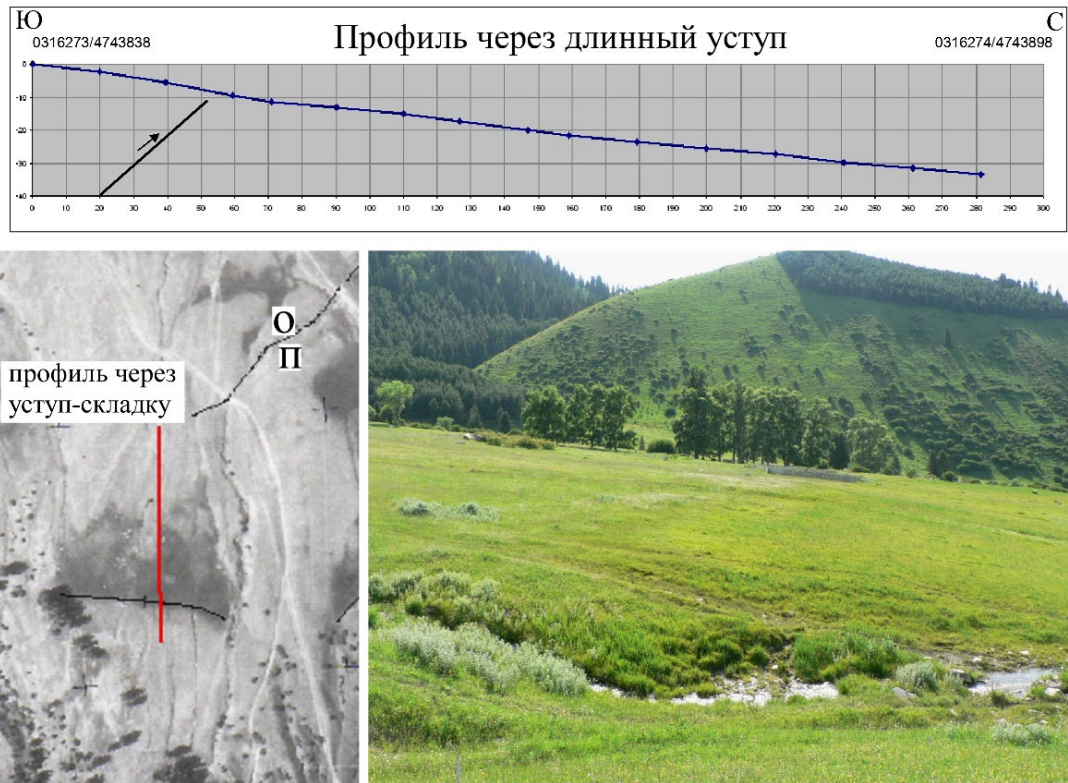 Ю
С
0316273/4743838
Профиль через длинный уступ
0316274/4743898
0
-10
-20
-30
-40
0 10 20 30 40 50 60 70 80 90 100 110 120 130 140 150 160 170 180 190 200 210 220 230 240 250 260 270 280 290 300
О
П
профиль через
уступ-складку